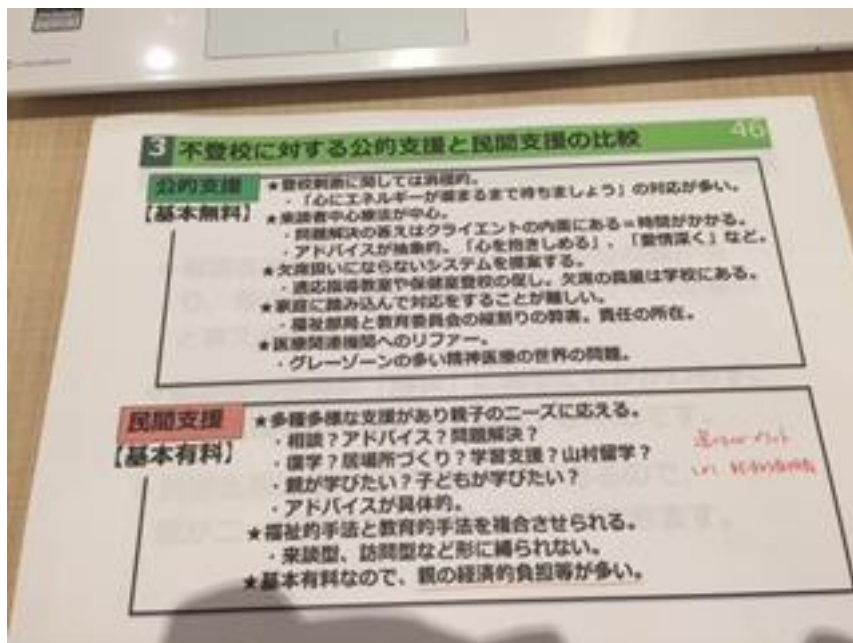 3 不登校に対する公的支援と民間支援の比較 46
公的支援
【基本無料】
★登校刺激に関しては消極的。
・「心にエネルギーが溜まるまで待ちましょう」の対応が多い。
★来談者中心療法が中心。
・問題解決の答えはクライエントの内面にある＝時間がかかる。
・アドバイスが抽象的。「心を抱きしめる」、「愛情深く」など。
★欠席扱いにならないシステムを提案する。
・適応指導教室や保健室登校の促し。欠席の裁量は学校にある。
★家庭に踏み込んで対応をすることが難しい。
・福祉部局と教育委員会の縦割りの弊害。責任の所在。
★医療関連機関へのリファー。
・グレーゾーンの多い精神医療の世界の問題。
民間支援
【基本有料】
★多種多様な支援があり親子のニーズに応える。
・相談？アドバイス？問題解決？
・復学？居場所づくり？学習支援？山村留学？
・親が学びたい？子どもが学びたい？
・アドバイスが具体的。
★福祉的手法と教育的手法を複合させられる。
・来談型、訪問型など形に縛られない。
★基本有料なので、親の経済的負担等が多い。